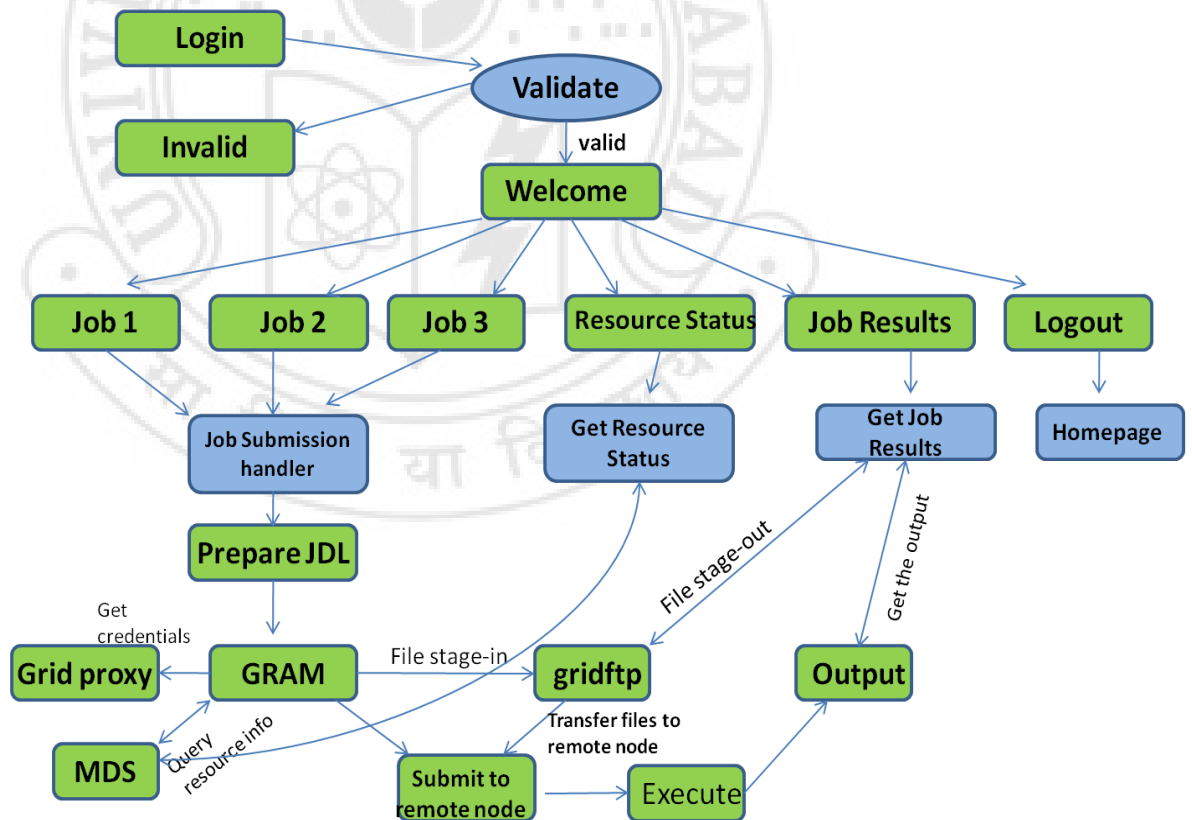 Login
Validate
Invalid
valid
Welcome
Job 1
Job 2
Job 3
Resource Status
Job Results
Logout
Job Submission
handler
Get Resource
Status
Get Job
Results
Homepage
Prepare JDL
File stage-out
Get the output
Get
credentials
Grid proxy
GRAM
File stage-in
gridftp
Output
Query
resource info
Transfer files to
remote node
MDS
Submit to
remote node
Execute
ABAD
या